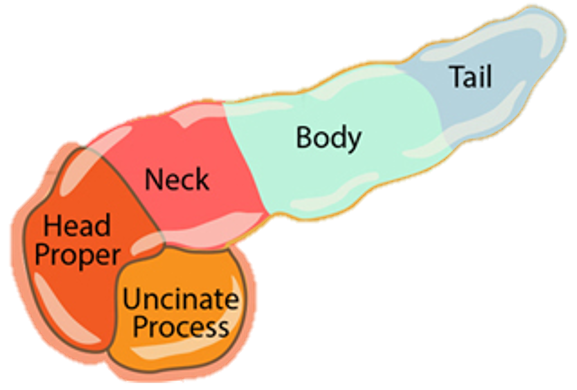 Tail
Body
Neck
Head
Proper
Uncinate
Process